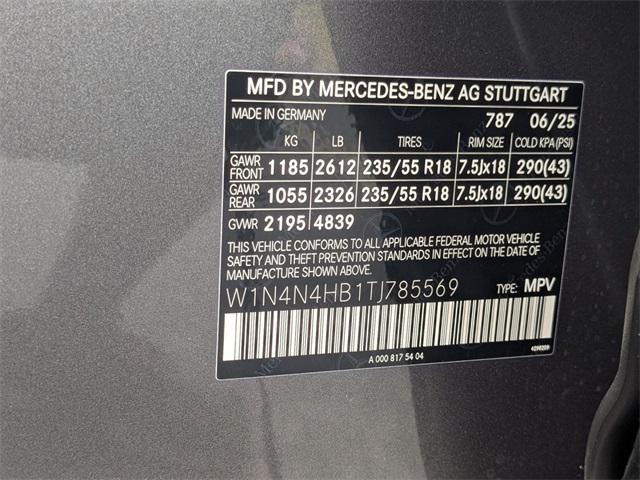 MFD BY MERCEDES-BENZ AG STUTTGART
MADE IN GERMANY 787 06/25
KG LB TIRES RIM SIZE COLD KPA(PSI)
GAWR FRONT 1185 2612 235/55 R18 7.5Jx18 290(43)
GAWR REAR 1055 2326 235/55 R18 7.5Jx18 290(43)
GVWR 2195 4839
THIS VEHICLE CONFORMS TO ALL APPLICABLE FEDERAL MOTOR VEHICLE
SAFETY AND THEFT PREVENTION STANDARDS IN EFFECT ON THE DATE OF
MANUFACTURE SHOWN ABOVE.
W1N4N4HB1TJ785569 TYPE: MPV
A 000 817 54 04